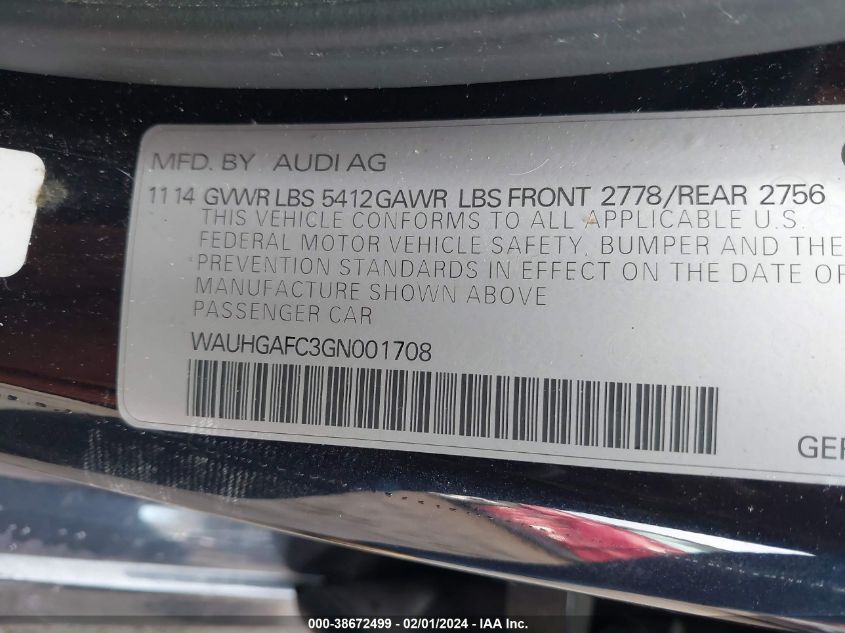 MFD. BY AUDI AG
11 14 GVWR LBS 5412 GAWR LBS FRONT 2778/REAR 2756
THIS VEHICLE CONFORMS TO ALL APPLICABLE U.S.
FEDERAL MOTOR VEHICLE SAFETY, BUMPER AND THE
PREVENTION STANDARDS IN EFFECT ON THE DATE OF
MANUFACTURE SHOWN ABOVE
PASSENGER CAR
WAUHGAFC3GN001708
GER
000-38672499 - 02/01/2024 - IAA Inc.